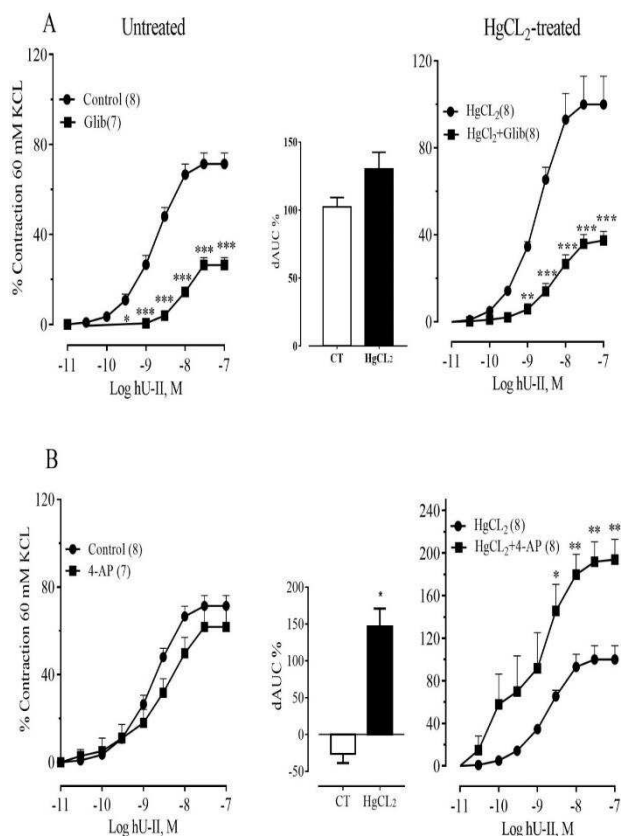 A
Untreated
HgCL₂-treated
% Contraction 60 mM KCL
120
80
40
0
Control (8)
Glib(7)
*
***
***
***
***
***
-11 -10 -9 -8 -7
Log hU-II, M
dAUC %
150
100
50
0
CT HgCL₂
120
80
40
0
HgCL₂(8)
HgCl₂+Glib(8)
**
***
***
***
***
-11 -10 -9 -8 -7
Log hU-II, M
B
% Contraction 60 mM KCL
120
80
40
0
Control (8)
4-AP (7)
-11 -10 -9 -8 -7
Log hU-II, M
dAUC %
200
150
100
50
0
-50
*
CT HgCL₂
240
200
160
120
80
40
0
HgCL₂ (8)
HgCL₂+4-AP (8)
*
**
**
**
-11 -10 -9 -8 -7
Log hU-II, M